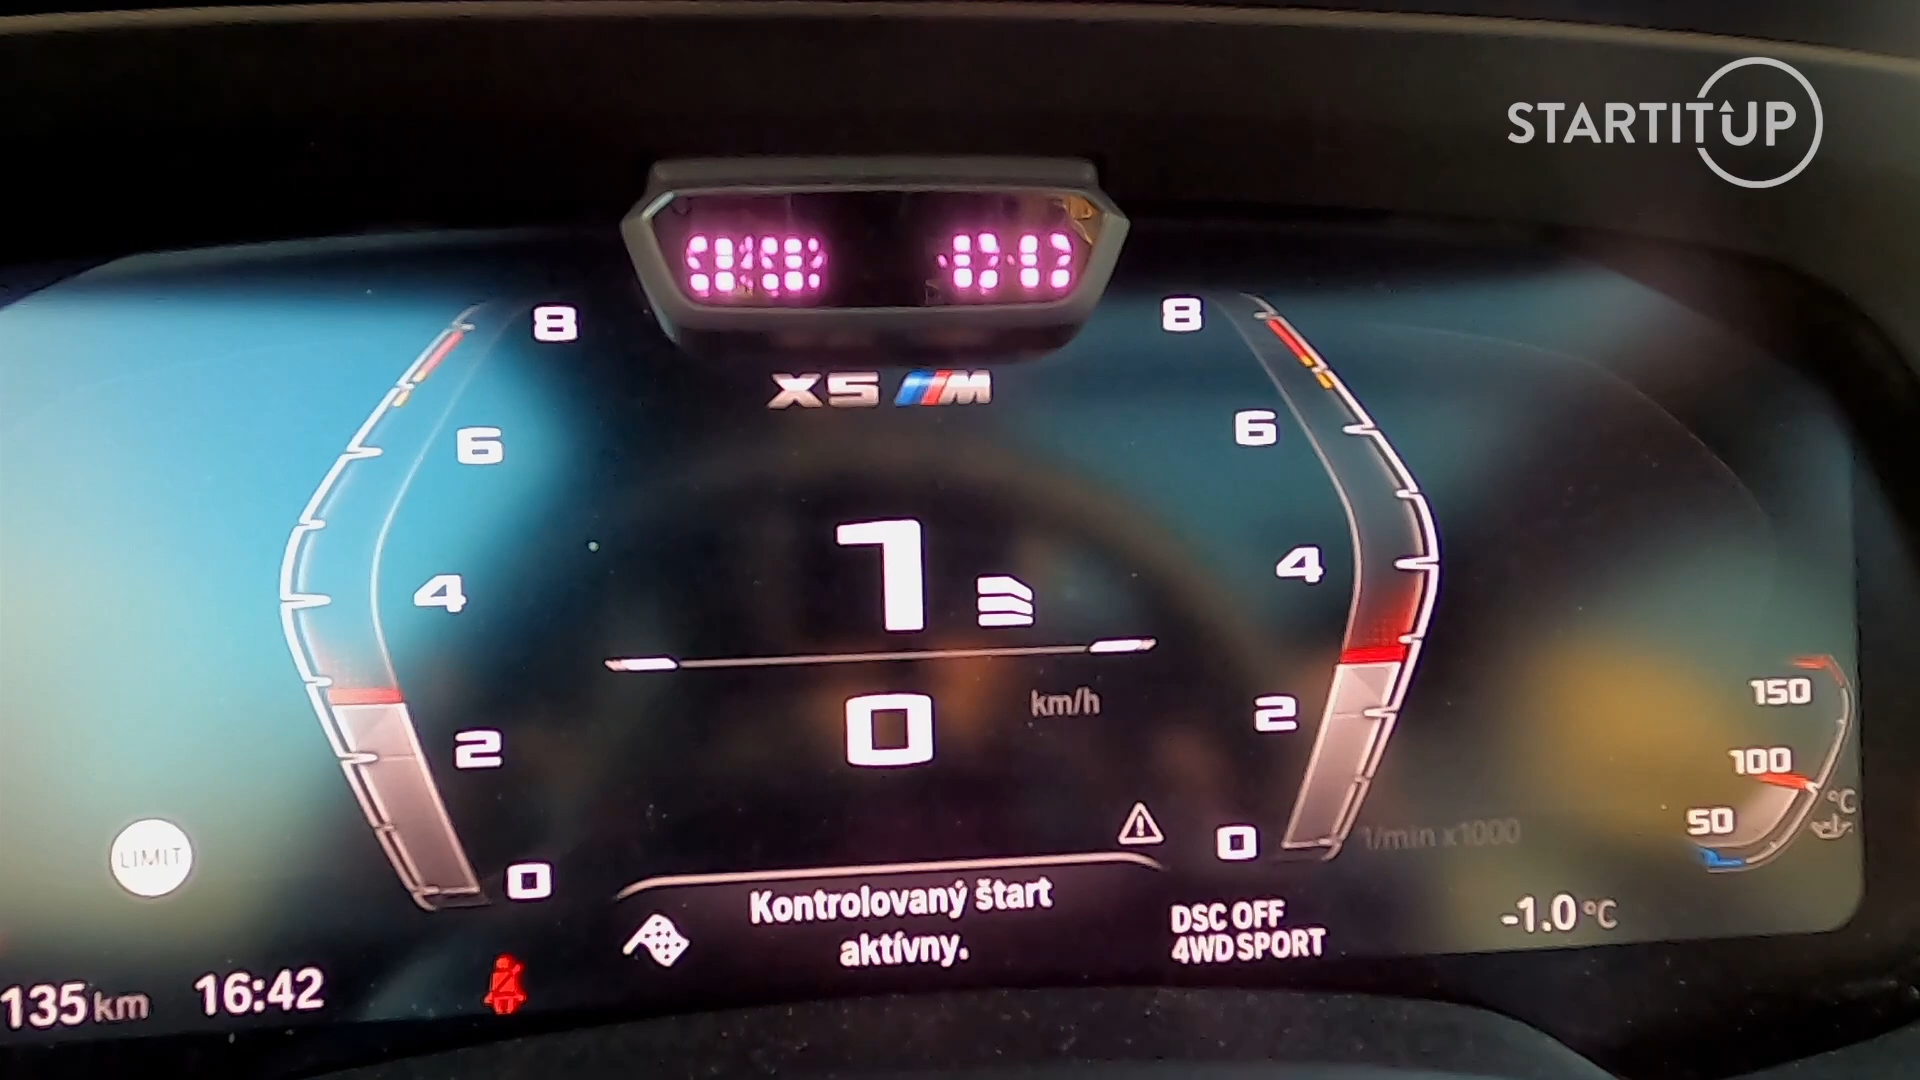 STARTITUP
8
8
X5 M
6
6
1
4
4
150
km/h
2
0
2
100
50
°C
LIMIT
0
0
1/min x1000
Kontrolovaný štart
aktívny.
DSC OFF
4WD SPORT
-1.0 °C
135 km
16:42